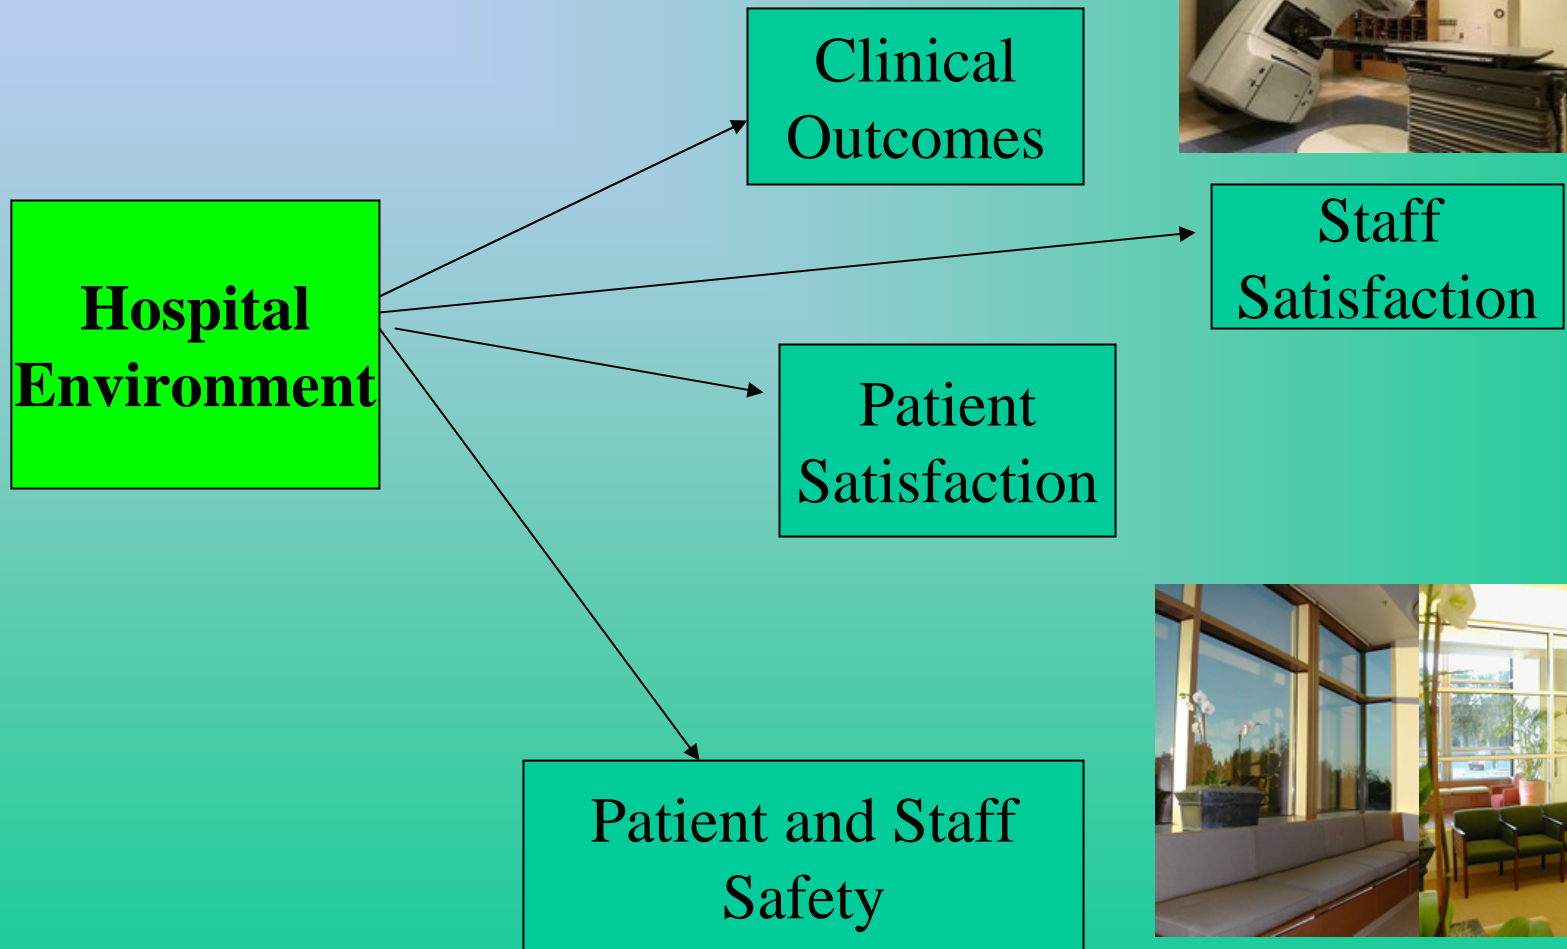 Clinical
Outcomes
Staff
Satisfaction
Hospital
Environment
Patient
Satisfaction
Patient and Staff
Safety